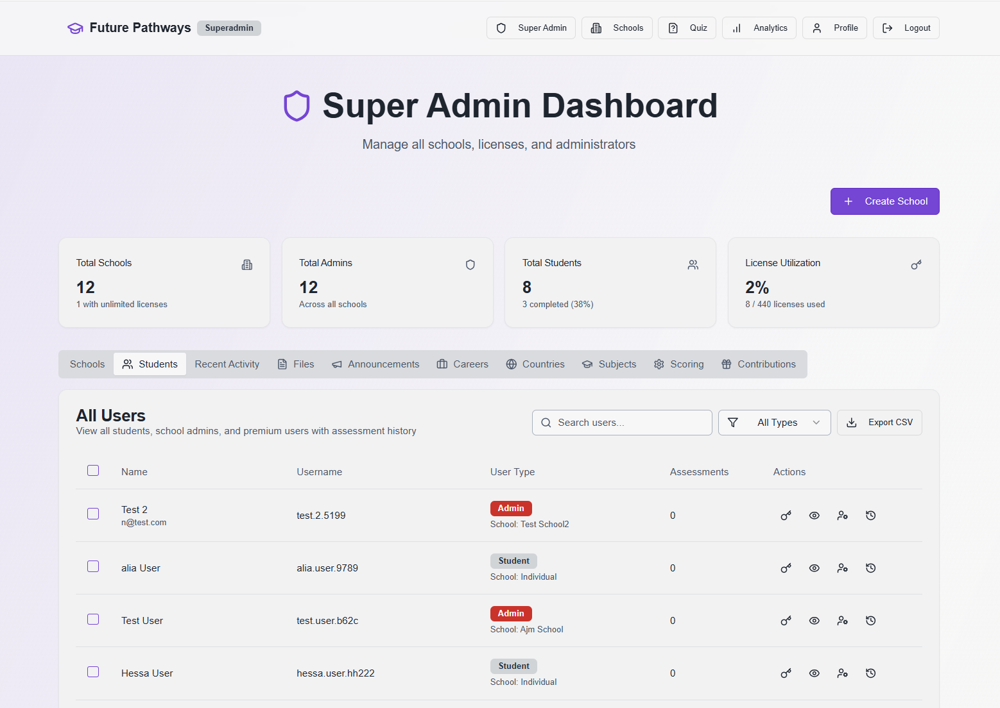 Future Pathways Superadmin Super Admin Schools Quiz Analytics Profile Logout
Super Admin Dashboard
Manage all schools, licenses, and administrators
Create School
Total Schools
12
1 with unlimited licenses
Total Admins
12
Across all schools
Total Students
8
3 completed (38%)
License Utilization
2%
8 / 440 licenses used
Schools Students Recent Activity Files Announcements Careers Countries Subjects Scoring Contributions
All Users
View all students, school admins, and premium users with assessment history
Search users... All Types Export CSV
Name Username User Type Assessments Actions
Test 2
n@test.com
test.2.5199
Admin
School: Test School2
0
alia User
alia.user.9789
Student
School: Individual
0
Test User
test.user.b62c
Admin
School: Ajm School
0
Hessa User
hessa.user.hh222
Student
School: Individual
0